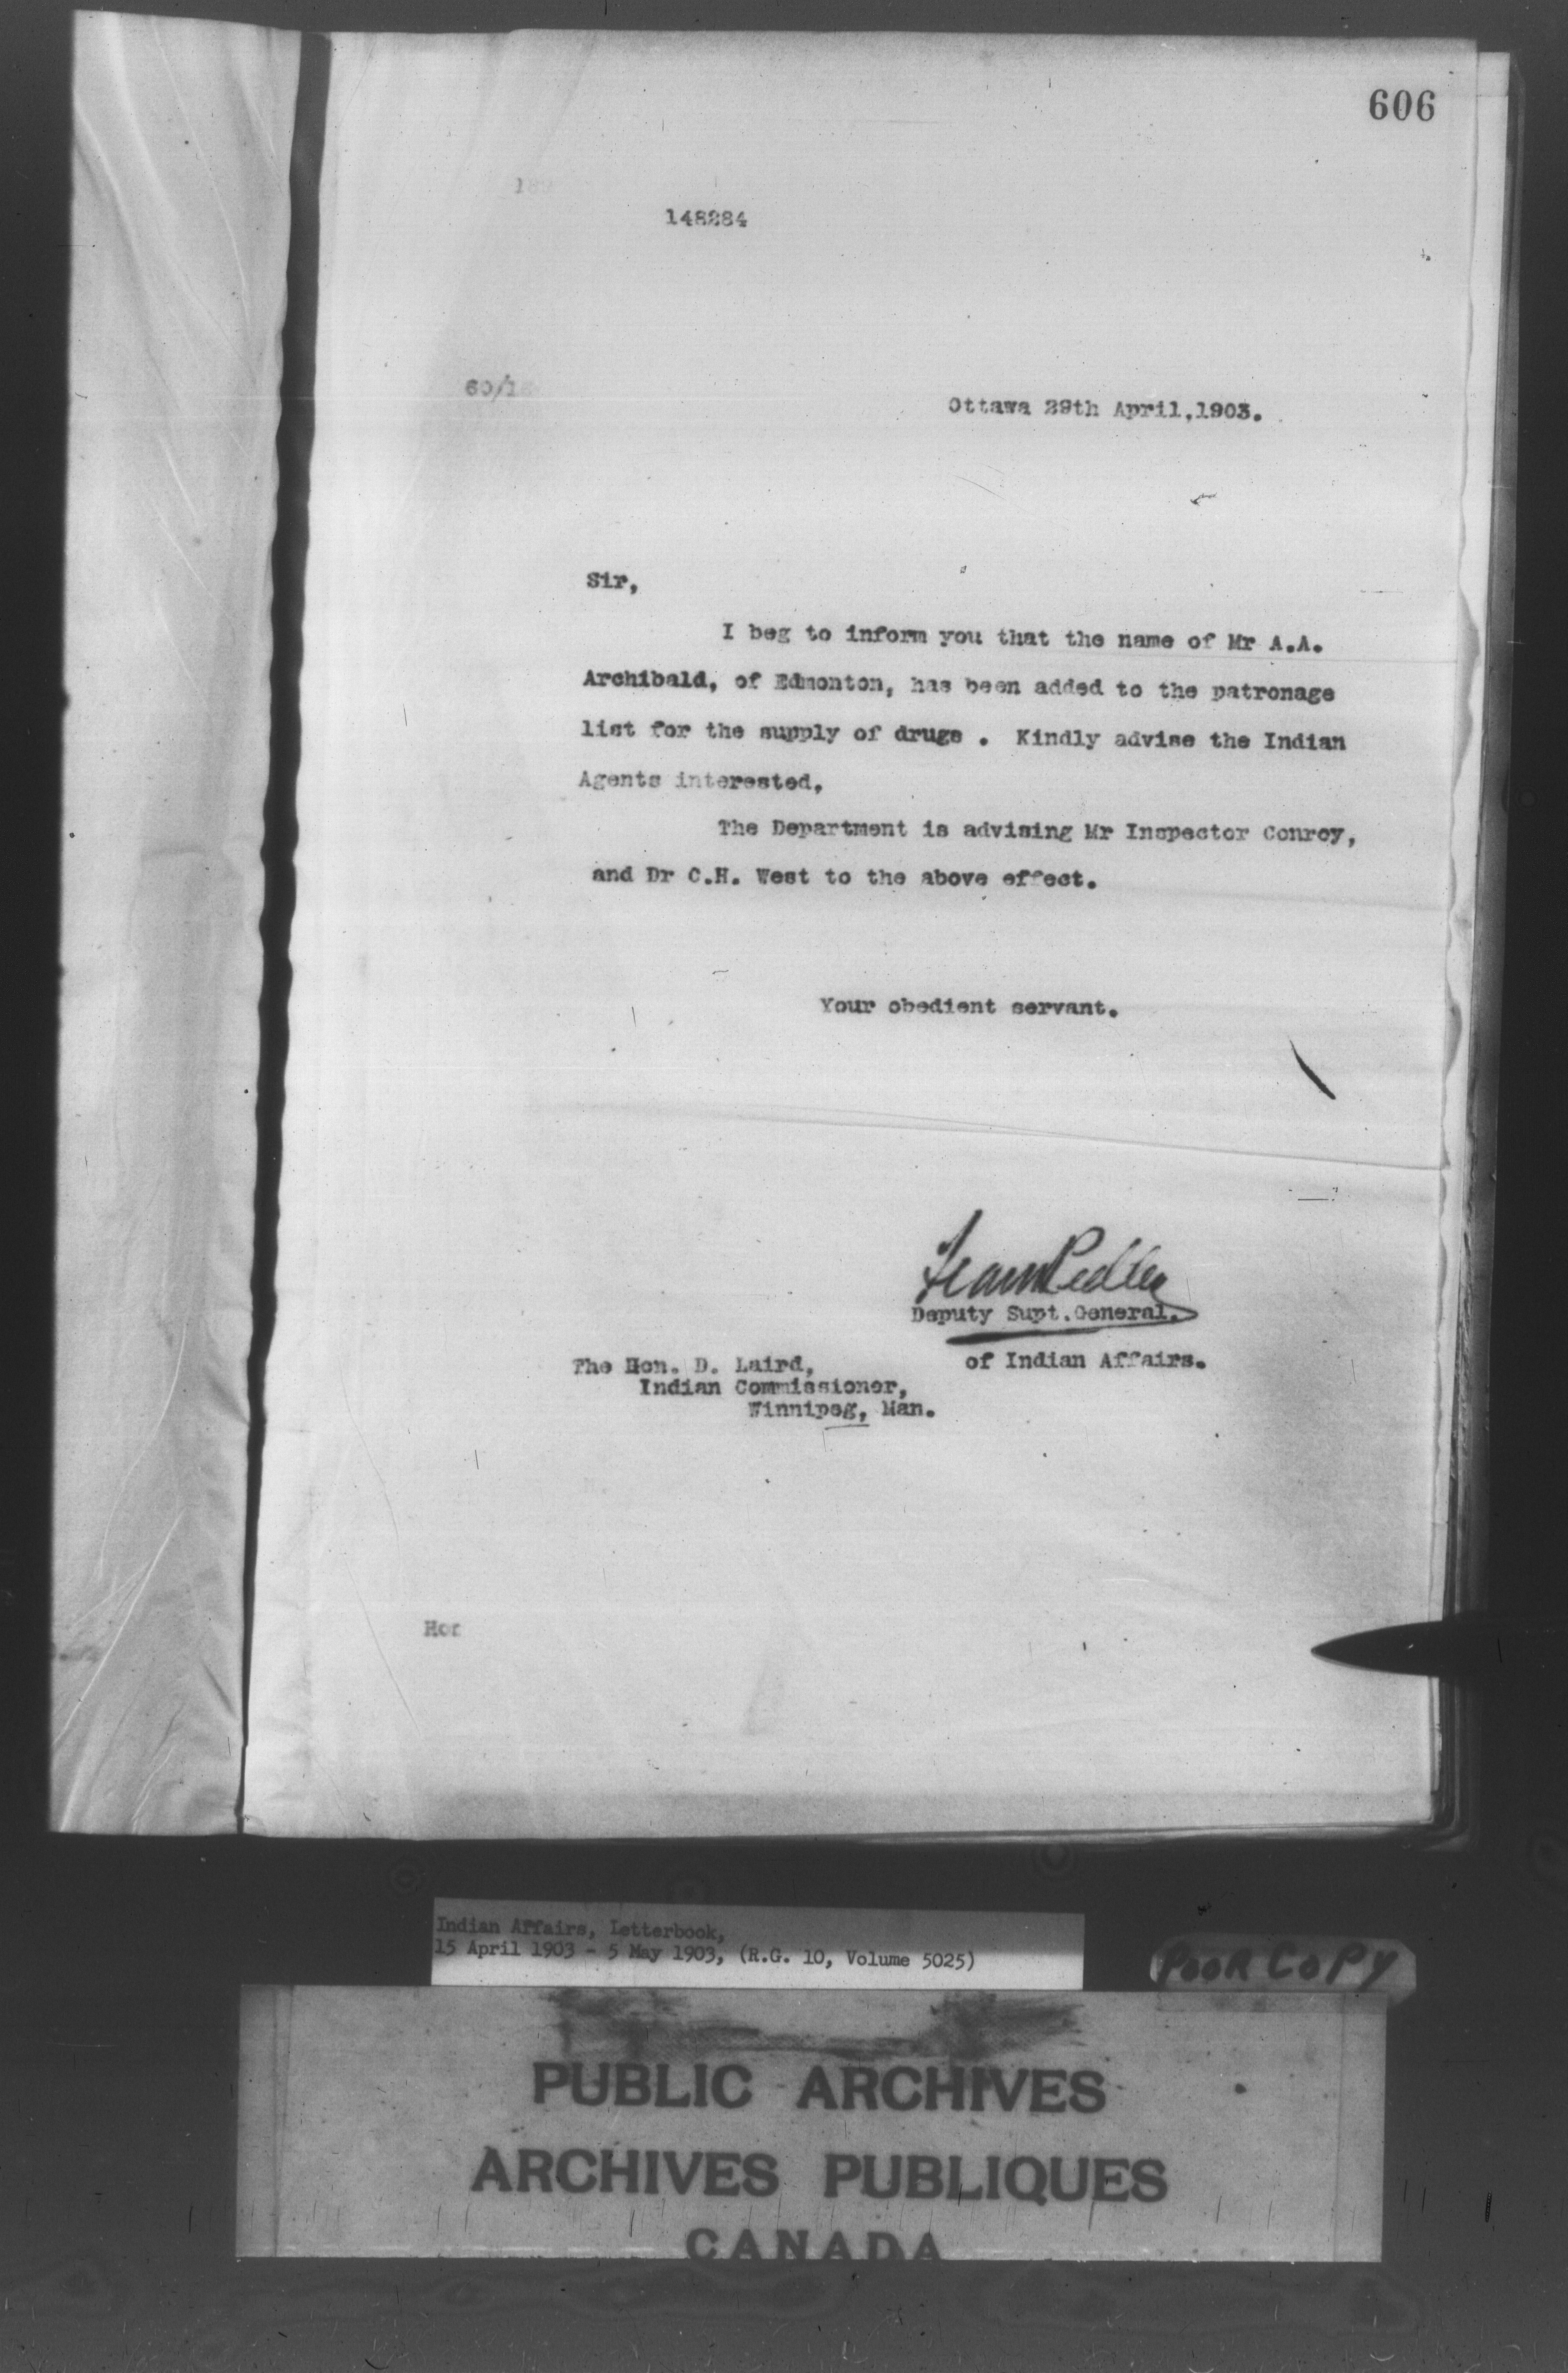 606
148284
60/1
Ottawa 29th April,1903.
Sir,
I beg to inform you that the name of Mr A.A.
Archibald, of Edmonton, has been added to the patronage
list for the supply of drugs . Kindly advise the Indian
Agents interested.
The Department is advising Mr Inspector Conroy,
and Dr C.H. West to the above effect.
Your obedient servant.
Frank Pedley
Deputy Supt.General.
of Indian Affairs.
The Hon. D. Laird,
Indian Commissioner,
Winnipeg, Man.
Hon
Indian Affairs, Letterbook,
15 April 1903 - 5 May 1903, (R.G. 10, Volume 5025)
POOR COPY
PUBLIC ARCHIVES
ARCHIVES PUBLIQUES
CANADA